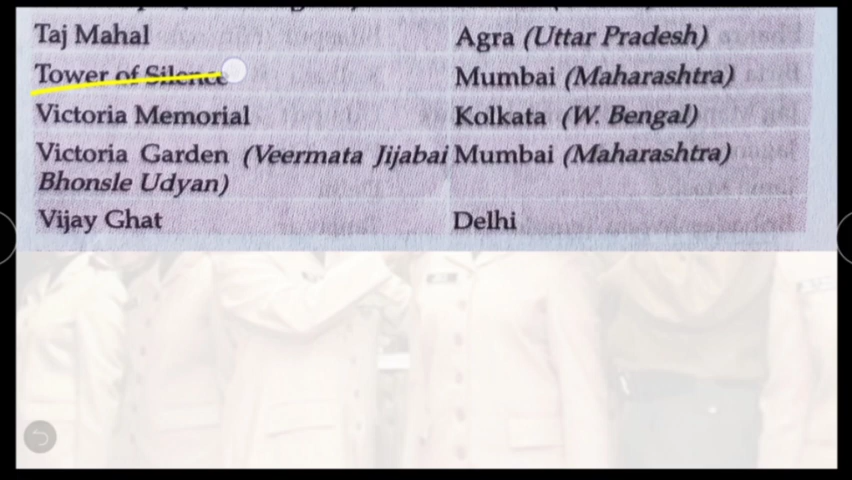 Taj Mahal Agra (Uttar Pradesh)
Tower of Silence Mumbai (Maharashtra)
Victoria Memorial Kolkata (W. Bengal)
Victoria Garden (Veermata Jijabai Mumbai (Maharashtra)
Bhonsle Udyan)
Vijay Ghat Delhi